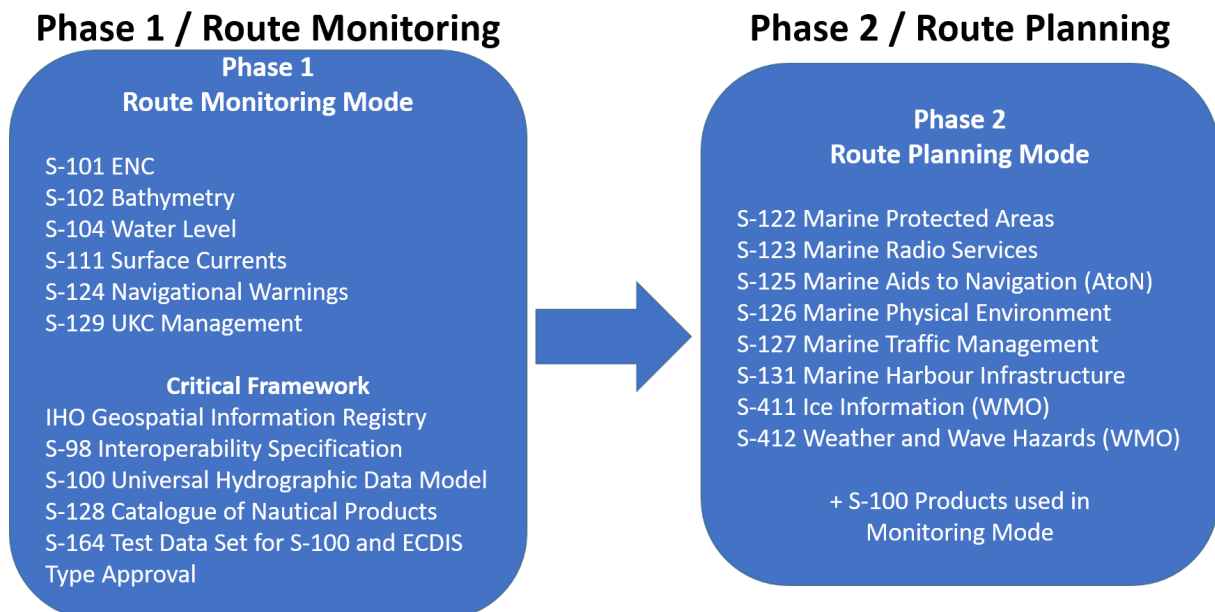 Phase 1 / Route Monitoring
Phase 1
Route Monitoring Mode
S-101 ENC
S-102 Bathymetry
S-104 Water Level
S-111 Surface Currents
S-124 Navigational Warnings
S-129 UKC Management
Critical Framework
IHO Geospatial Information Registry
S-98 Interoperability Specification
S-100 Universal Hydrographic Data Model
S-128 Catalogue of Nautical Products
S-164 Test Data Set for S-100 and ECDIS
Type Approval
Phase 2 / Route Planning
Phase 2
Route Planning Mode
S-122 Marine Protected Areas
S-123 Marine Radio Services
S-125 Marine Aids to Navigation (AtoN)
S-126 Marine Physical Environment
S-127 Marine Traffic Management
S-131 Marine Harbour Infrastructure
S-411 Ice Information (WMO)
S-412 Weather and Wave Hazards (WMO)
+ S-100 Products used in
Monitoring Mode